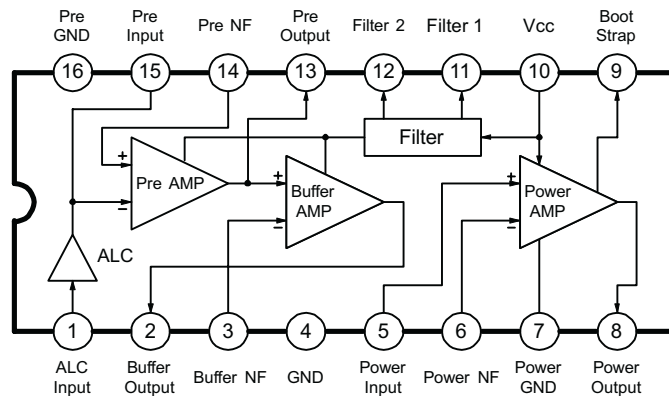 Pre
GND
Pre
Input
Pre NF
Pre
Output
Filter 2
Filter 1
Vcc
Boot
Strap
16
15
14
13
12
11
10
9
Filter
+
Pre AMP
−
+
Buffer
AMP
−
+
Power
AMP
−
ALC
1
2
3
4
5
6
7
8
ALC
Input
Buffer
Output
Buffer NF
GND
Power
Input
Power NF
Power
GND
Power
Output